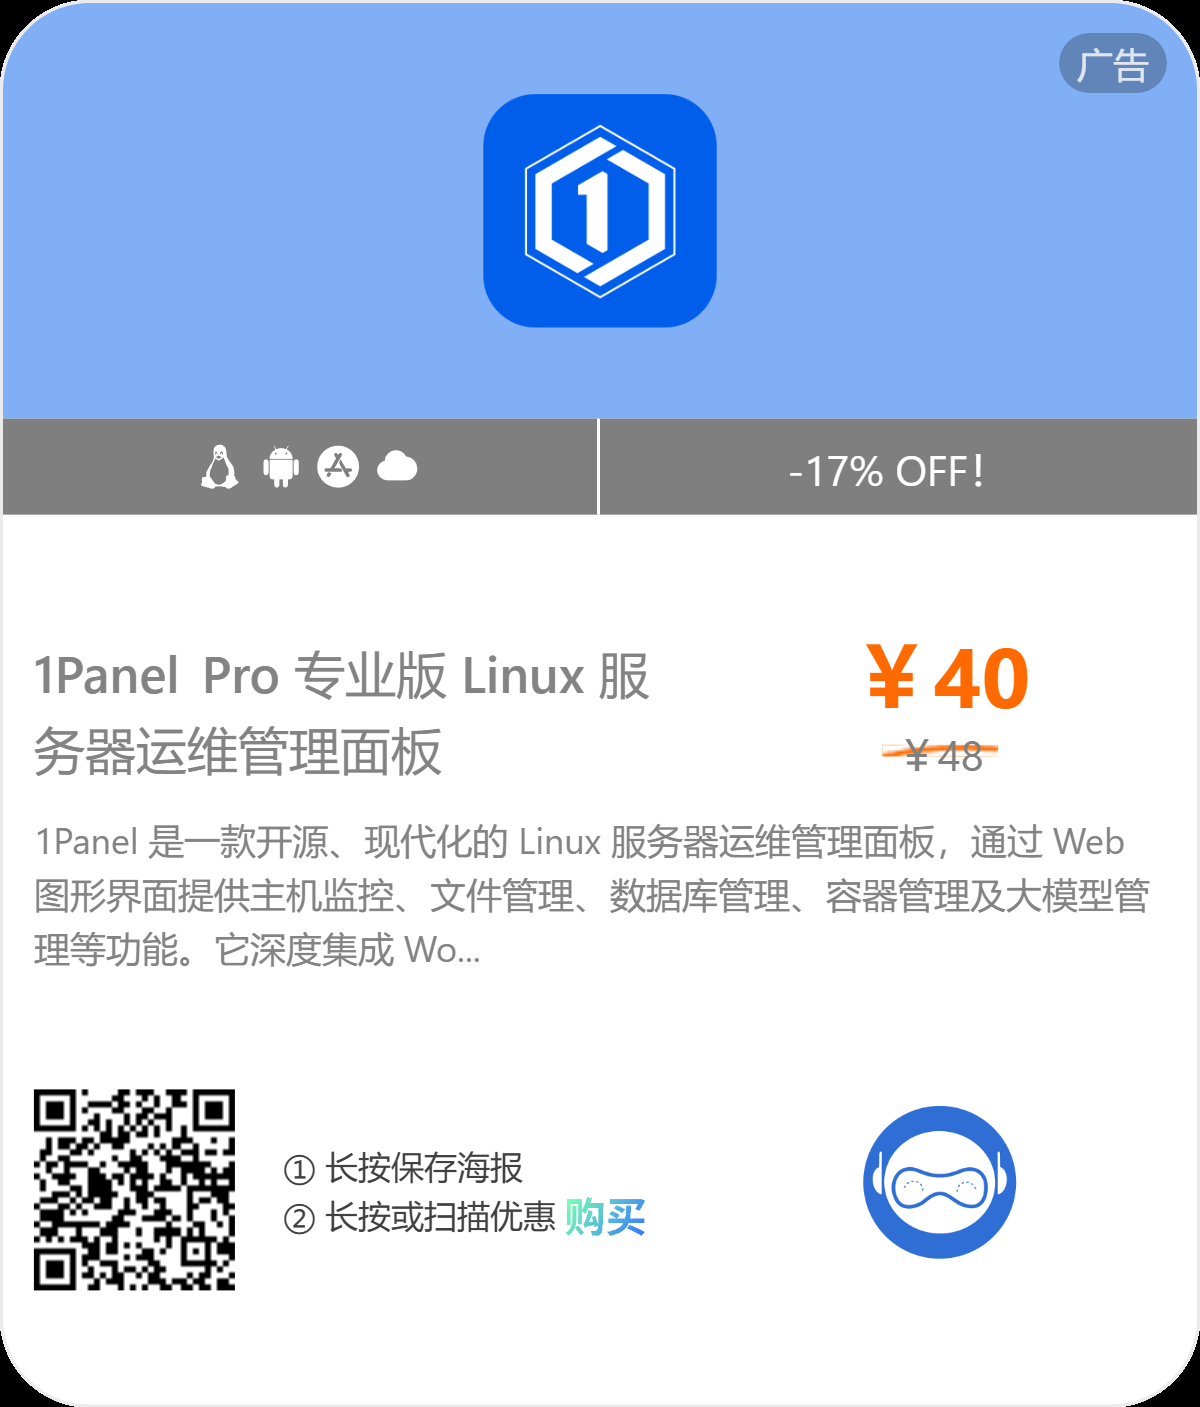 广告
1
-17% OFF!
1Panel Pro 专业版 Linux 服
务器运维管理面板
¥40
¥48
1Panel 是一款开源、现代化的 Linux 服务器运维管理面板，通过 Web
图形界面提供主机监控、文件管理、数据库管理、容器管理及大模型管
理等功能。它深度集成 Wo...
① 长按保存海报
② 长按或扫描优惠 购买